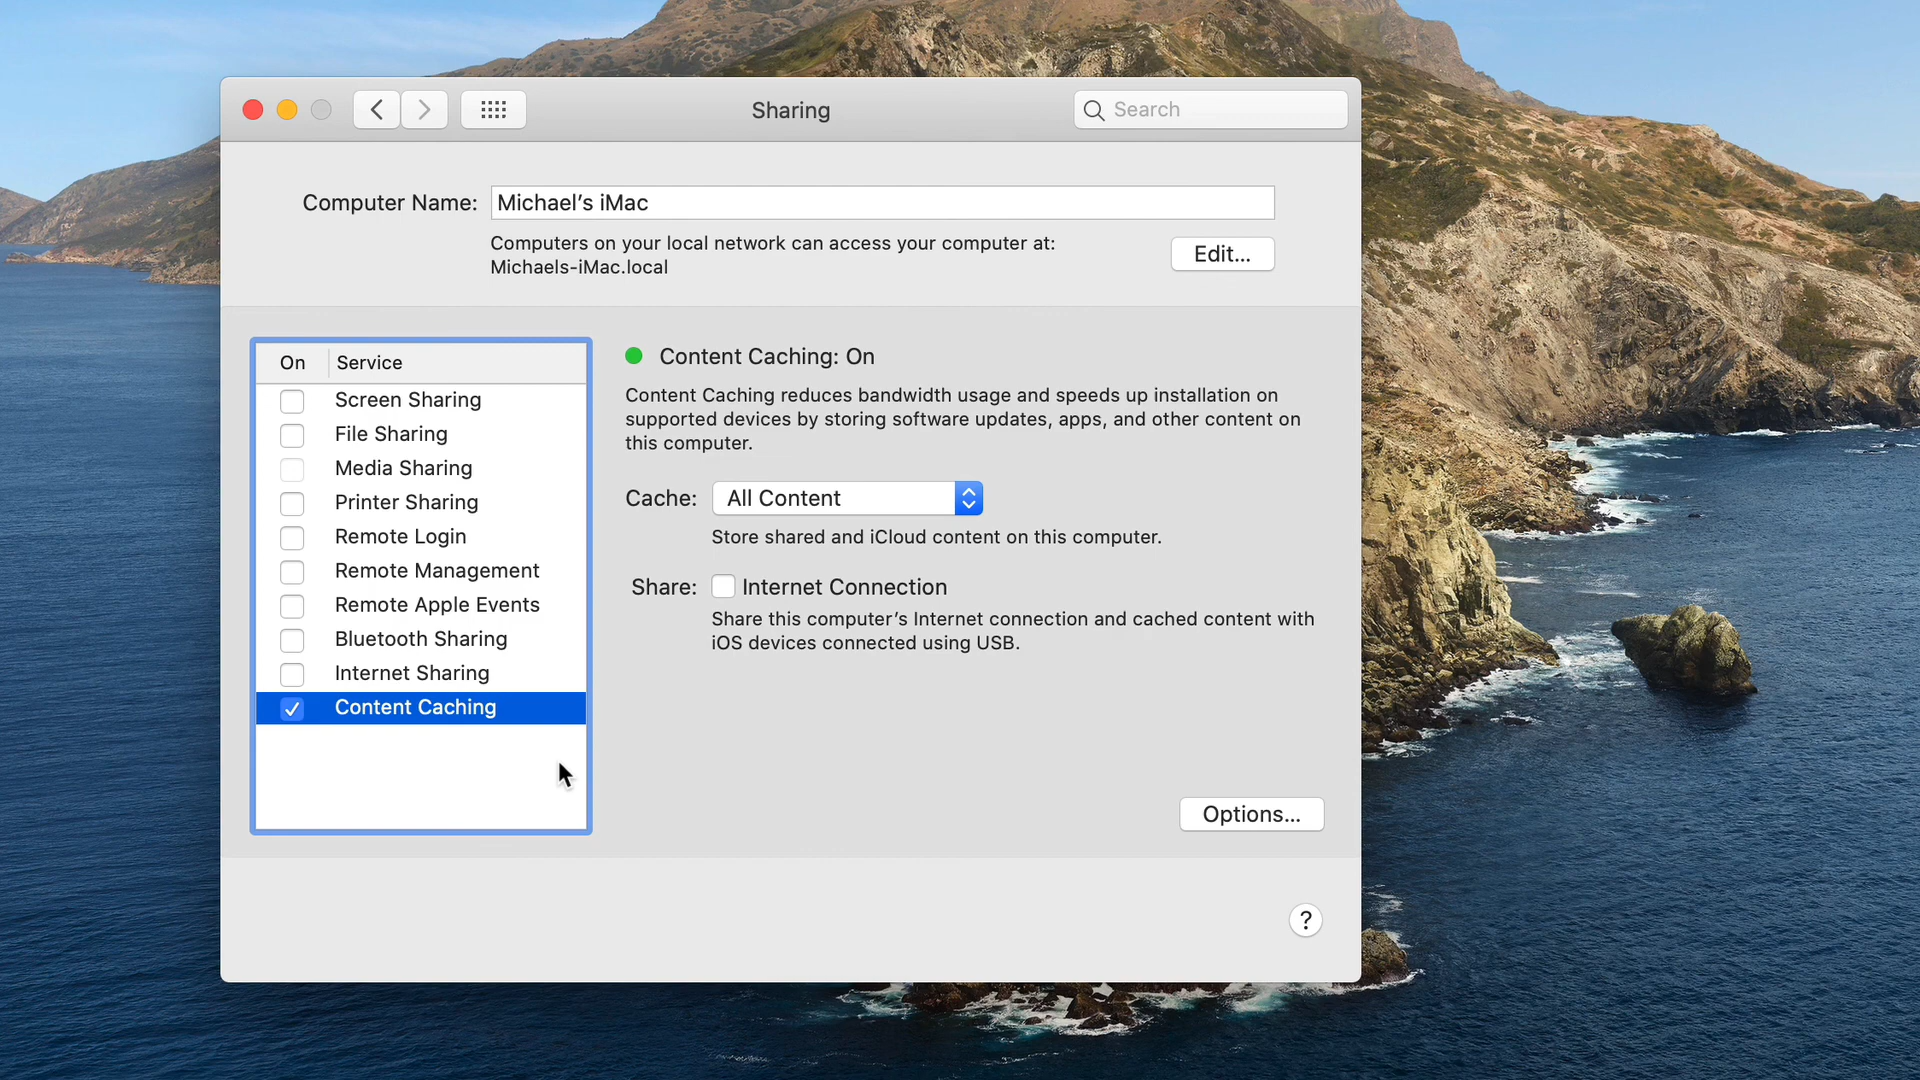 Sharing
Search
Computer Name: Michael’s iMac
Computers on your local network can access your computer at:
Michaels-iMac.local
Edit...
On Service
Screen Sharing
File Sharing
Media Sharing
Printer Sharing
Remote Login
Remote Management
Remote Apple Events
Bluetooth Sharing
Internet Sharing
Content Caching
Content Caching: On
Content Caching reduces bandwidth usage and speeds up installation on
supported devices by storing software updates, apps, and other content on
this computer.
Cache: All Content
Store shared and iCloud content on this computer.
Share: Internet Connection
Share this computer’s Internet connection and cached content with
iOS devices connected using USB.
Options...
?